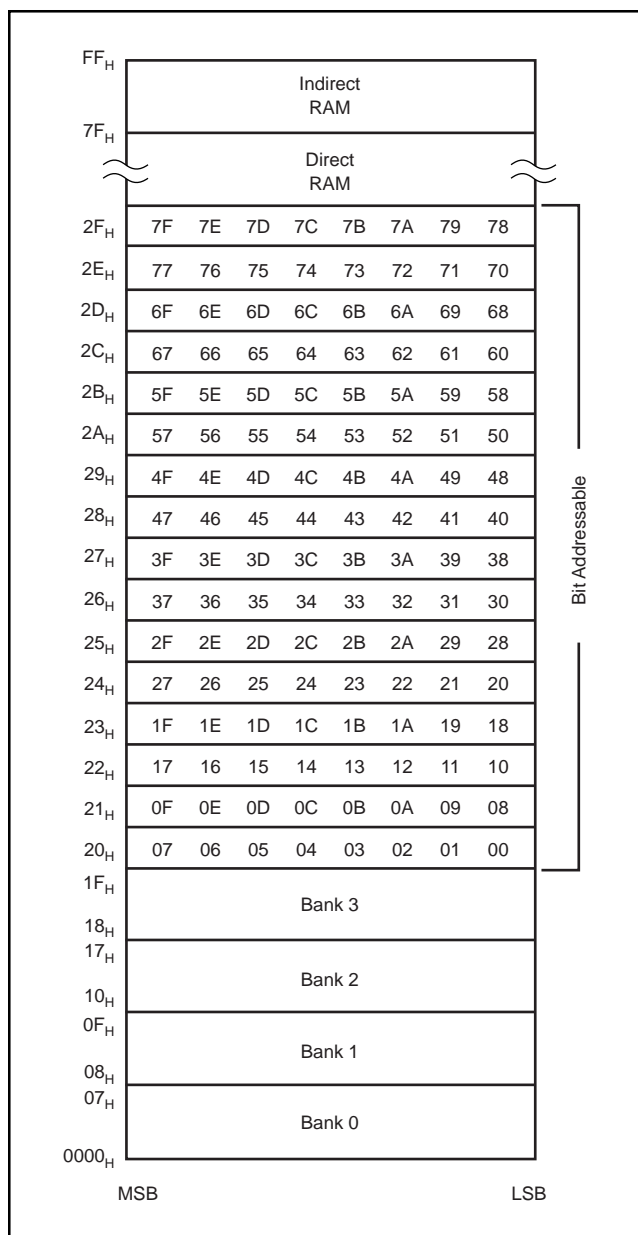 FFH
Indirect
RAM
7FH
Direct
RAM
2FH 7F 7E 7D 7C 7B 7A 79 78
2EH 77 76 75 74 73 72 71 70
2DH 6F 6E 6D 6C 6B 6A 69 68
2CH 67 66 65 64 63 62 61 60
2BH 5F 5E 5D 5C 5B 5A 59 58
2AH 57 56 55 54 53 52 51 50
29H 4F 4E 4D 4C 4B 4A 49 48
28H 47 46 45 44 43 42 41 40
27H 3F 3E 3D 3C 3B 3A 39 38
26H 37 36 35 34 33 32 31 30
25H 2F 2E 2D 2C 2B 2A 29 28
24H 27 26 25 24 23 22 21 20
23H 1F 1E 1D 1C 1B 1A 19 18
22H 17 16 15 14 13 12 11 10
21H 0F 0E 0D 0C 0B 0A 09 08
20H 07 06 05 04 03 02 01 00
Bit Addressable
1FH
Bank 3
18H
17H
Bank 2
10H
0FH
Bank 1
08H
07H
Bank 0
0000H
MSB LSB